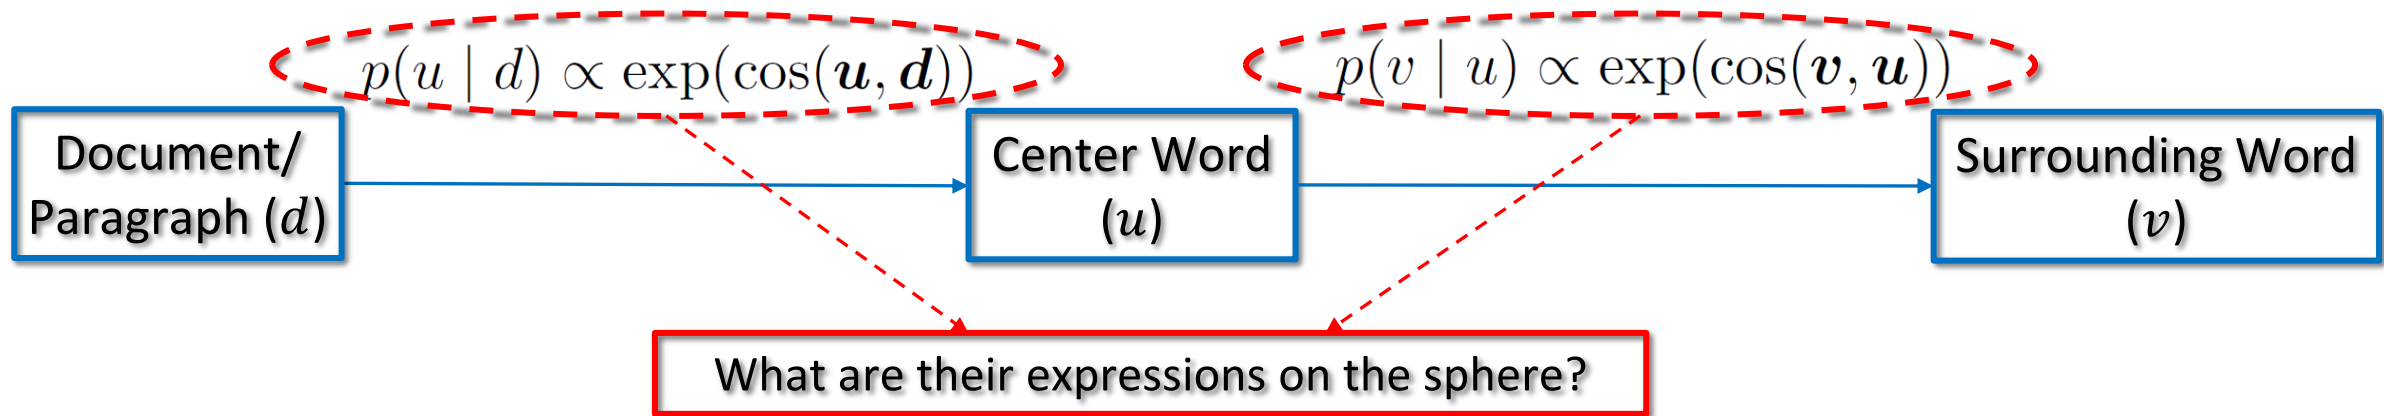 p(u | d) ∝ exp(cos(u, d))
p(v | u) ∝ exp(cos(v, u))
Document/
Paragraph (d)
Center Word
(u)
Surrounding Word
(v)
What are their expressions on the sphere?